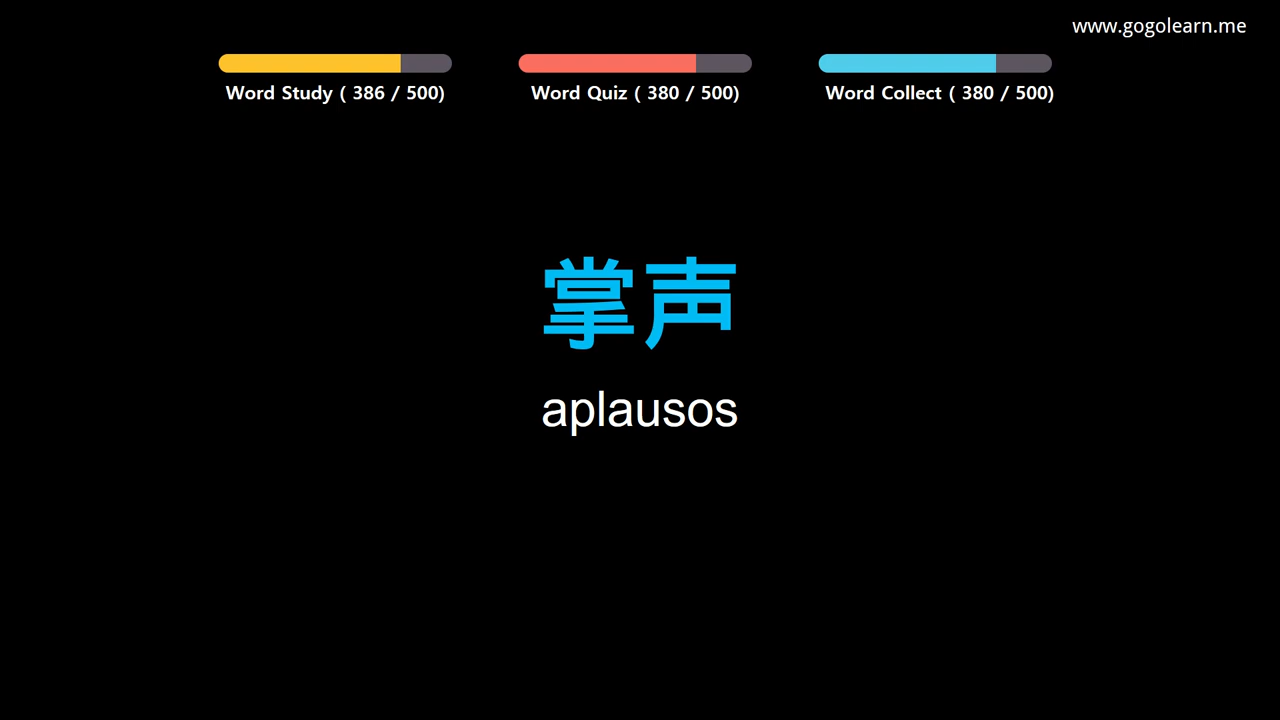 www.gogolearn.me
Word Study ( 386 / 500)
Word Quiz ( 380 / 500)
Word Collect ( 380 / 500)
掌声
aplausos